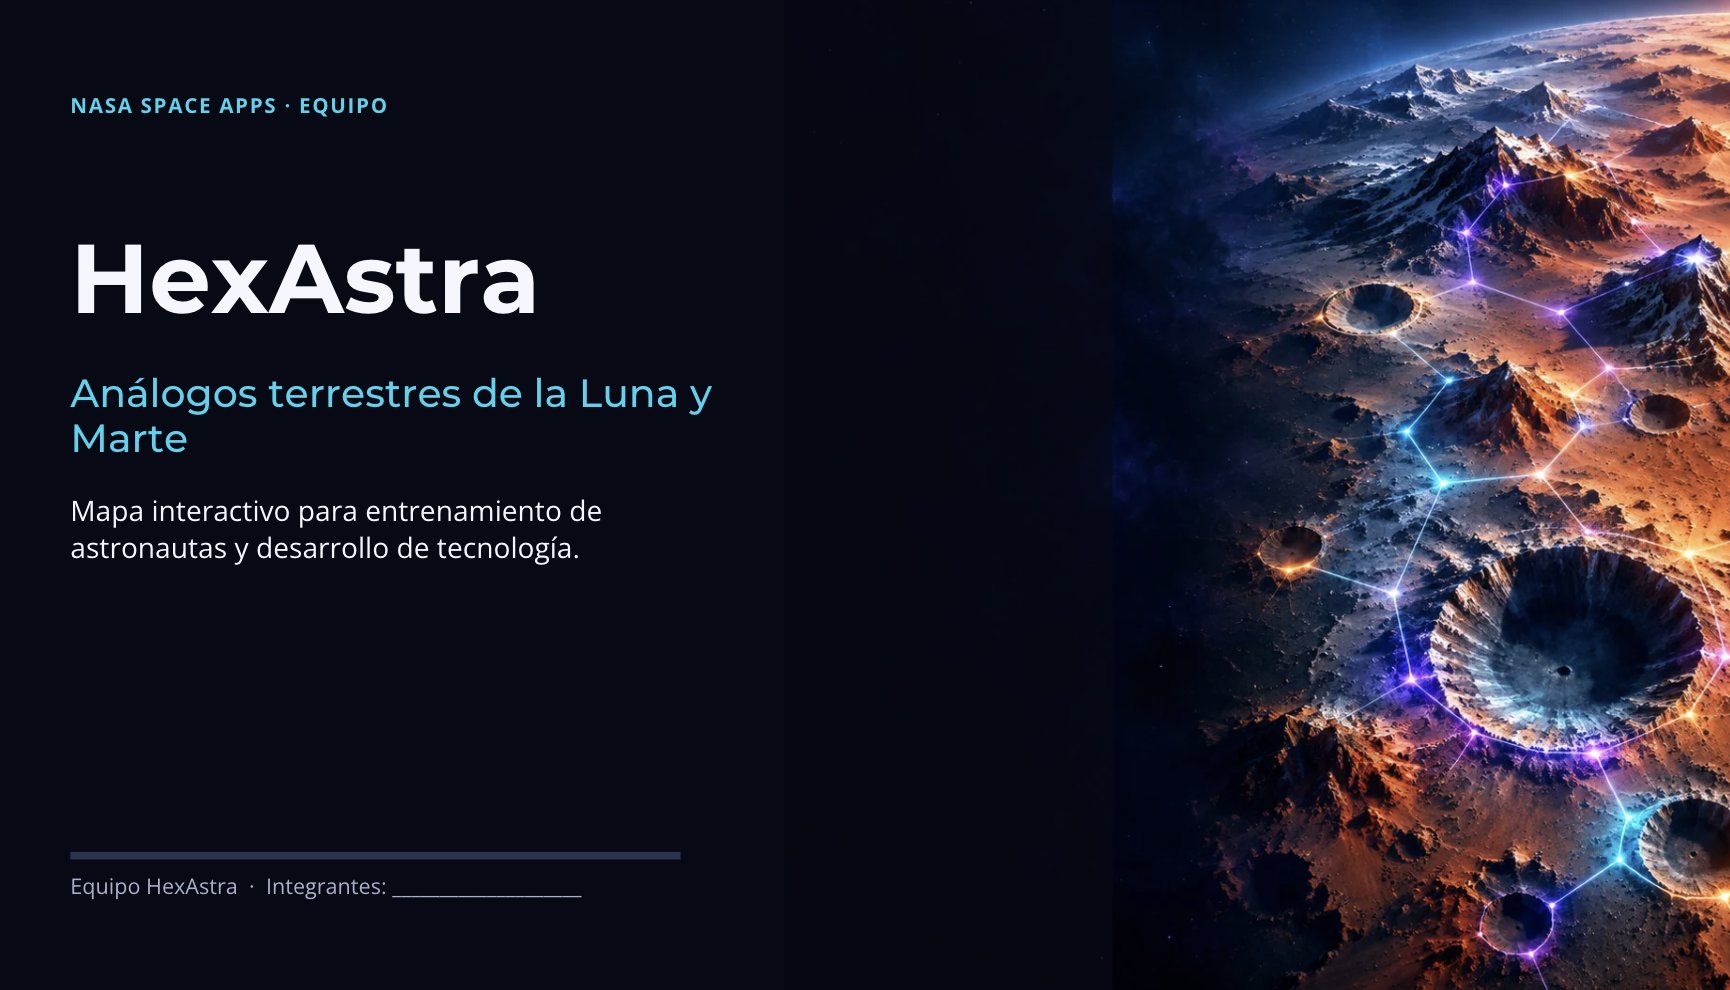 NASA SPACE APPS · EQUIPO
HexAstra
Análogos terrestres de la Luna y
Marte
Mapa interactivo para entrenamiento de
astronautas y desarrollo de tecnología.
Equipo HexAstra · Integrantes: ___________________